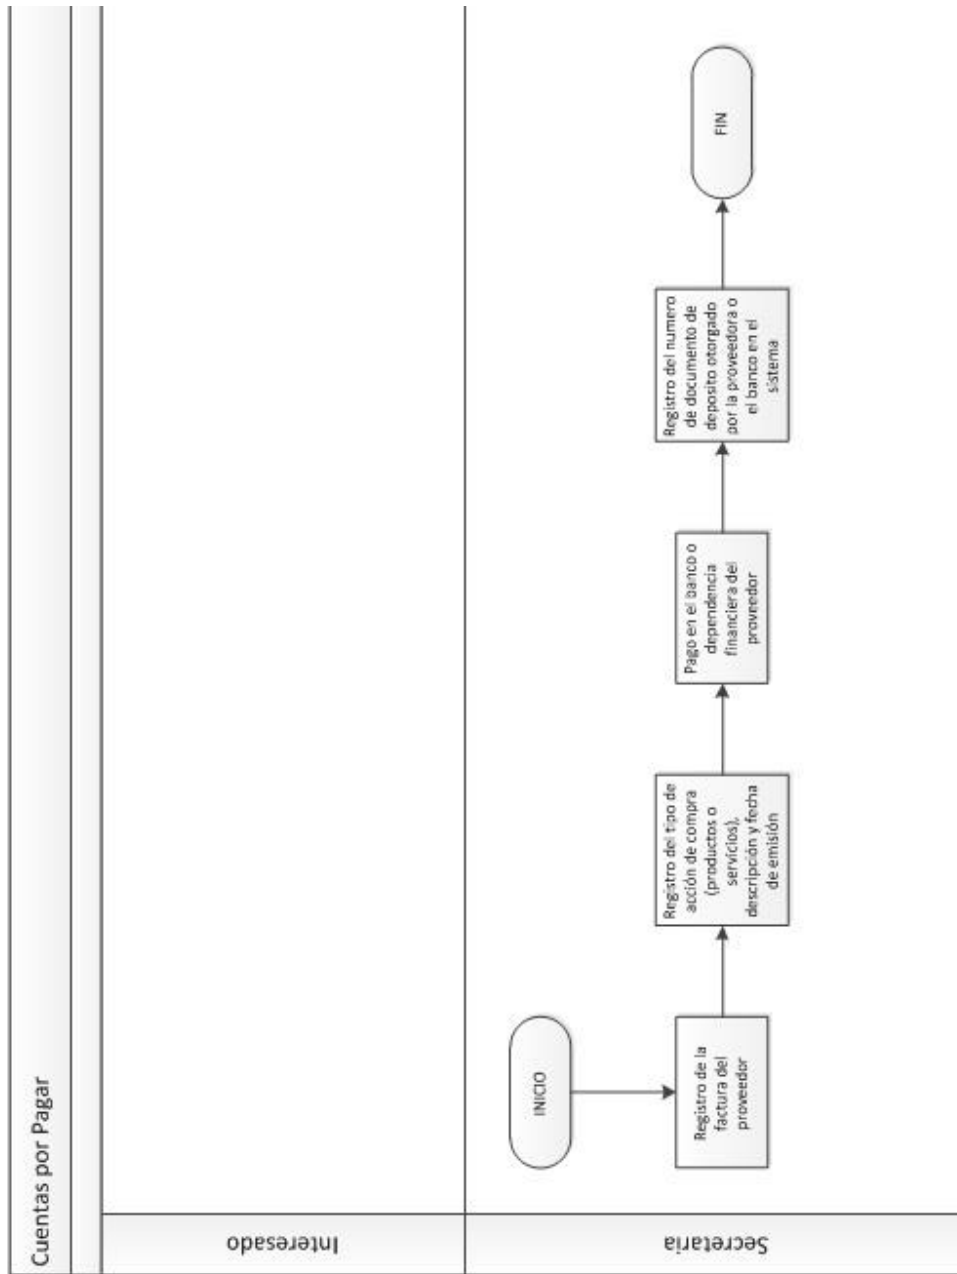 Cuentas por Pagar
Interesado
Secretaria
INICIO
Registro de la
factura del
proveedor
Registro del tipo de
acción de compra
(productos o
servicios),
descripción y fecha
de emisión
Pago en el banco o
dependencia
financiera del
proveedor
Registro del numero
de documento de
deposito otorgado
por la proveedora o
el banco en el
sistema
FIN